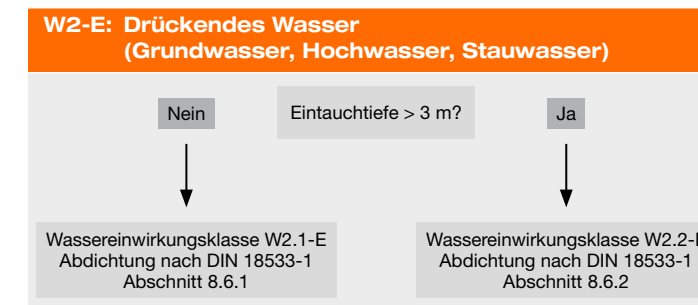 W2-E: Drückendes Wasser
(Grundwasser, Hochwasser, Stauwasser)
Nein
Eintauchtiefe > 3 m?
Ja
Wassereinwirkungsklasse W2.1-E
Abdichtung nach DIN 18533-1
Abschnitt 8.6.1
Wassereinwirkungsklasse W2.2-E
Abdichtung nach DIN 18533-1
Abschnitt 8.6.2